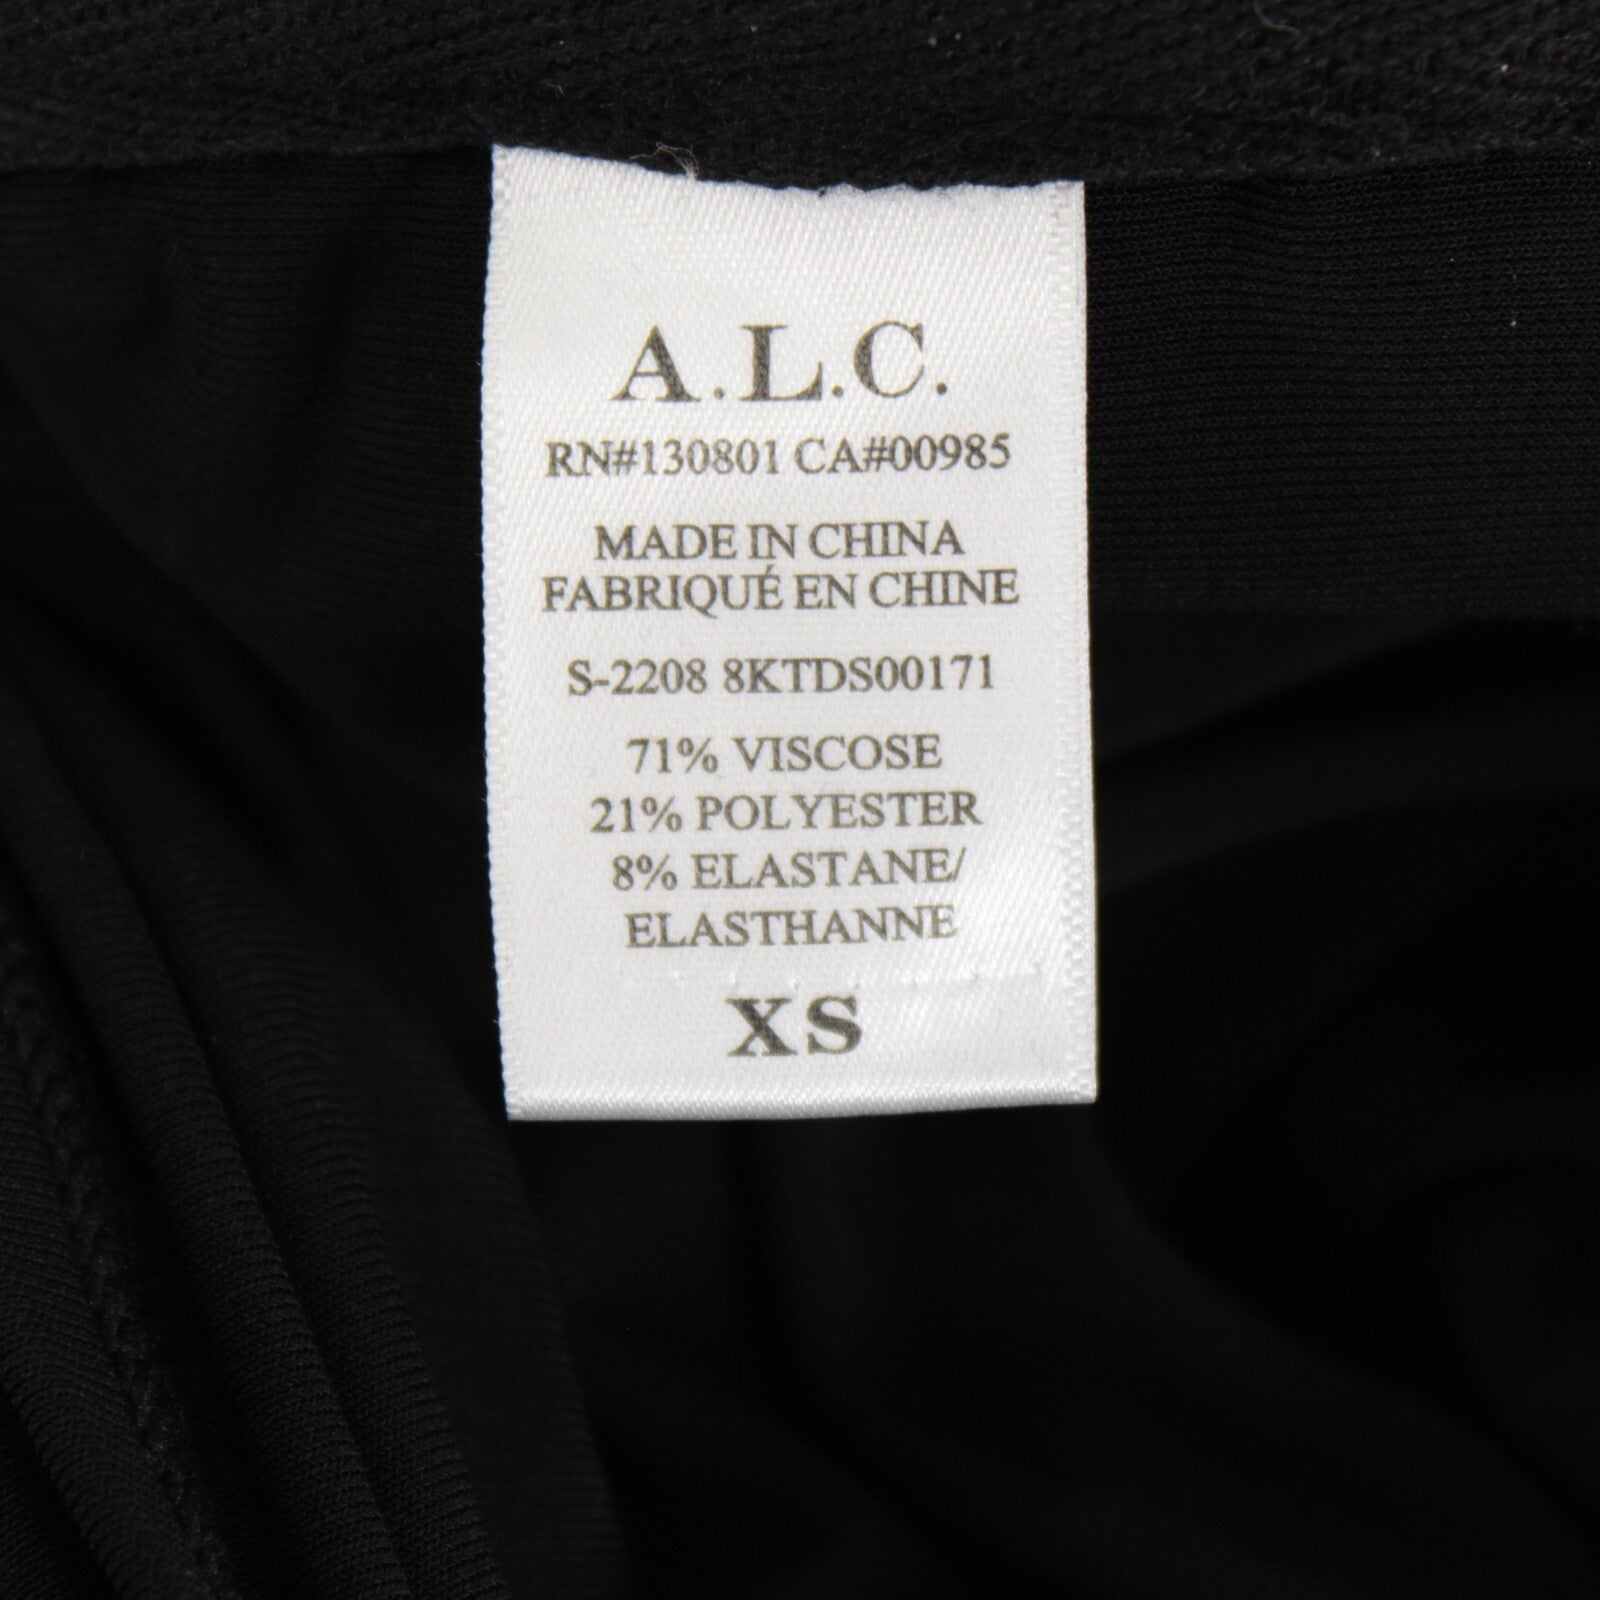 A.L.C.
RN#130801 CA#00985
MADE IN CHINA
FABRIQUÉ EN CHINE
S-2208 8KTDS00171
71% VISCOSE
21% POLYESTER
8% ELASTANE/
ELASTHANNE
XS